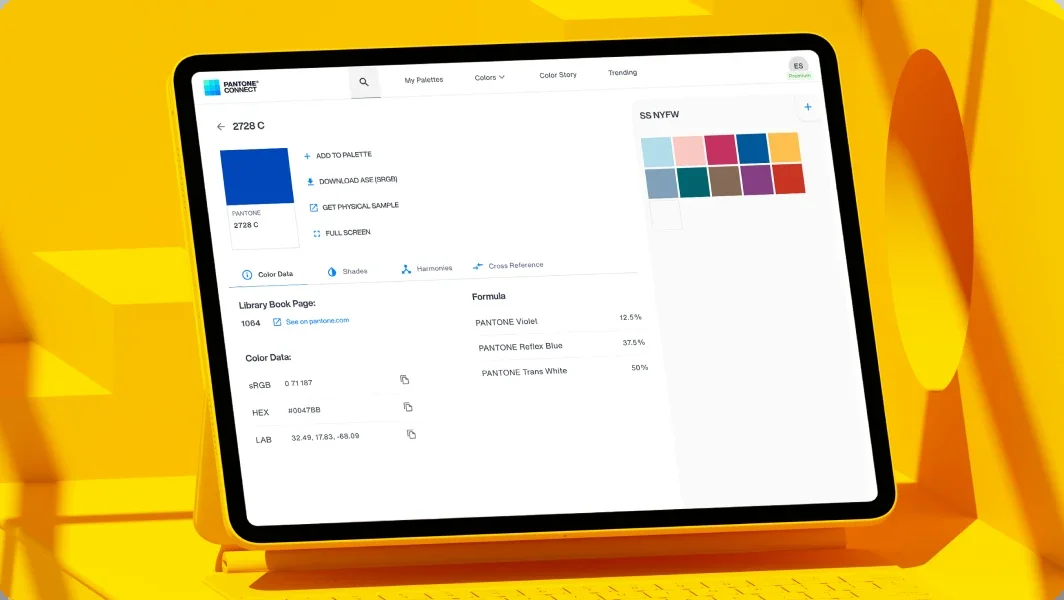 PANTONE®
CONNECT
My Palettes
Colors
Color Story
Trending
ES
Premium
2728 C
PANTONE
2728 C
ADD TO PALETTE
DOWNLOAD ASE (SRGB)
GET PHYSICAL SAMPLE
FULL SCREEN
Color Data
Shades
Harmonies
Cross Reference
Library Book Page:
1064
See on pantone.com
Color Data:
sRGB 0 71 187
HEX #0047BB
LAB 32.49, 17.83, -68.09
Formula
PANTONE Violet 12.5%
PANTONE Reflex Blue 37.5%
PANTONE Trans White 50%
SS NYFW
+